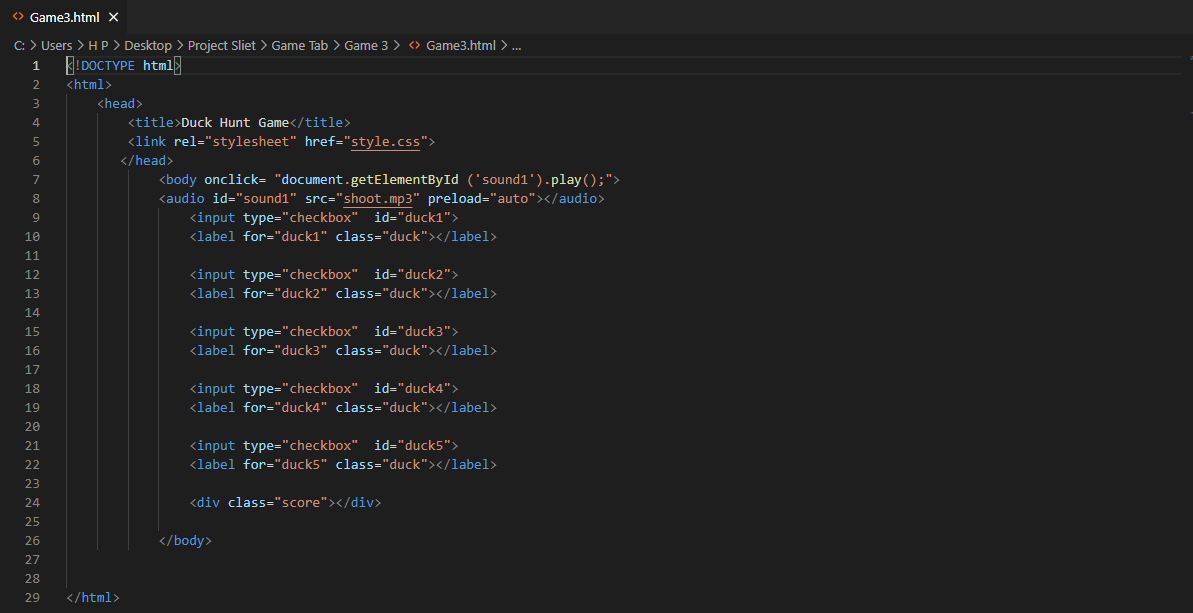 <> Game3.html ×
C: > Users > H P > Desktop > Project Sliet > Game Tab > Game 3 > <> Game3.html > ...
1 <!DOCTYPE html>
2 <html>
3 <head>
4 <title>Duck Hunt Game</title>
5 <link rel="stylesheet" href="style.css">
6 </head>
7 <body onclick= "document.getElementById ('sound1').play();">
8 <audio id="sound1" src="shoot.mp3" preload="auto"></audio>
9 <input type="checkbox"  id="duck1">
10 <label for="duck1" class="duck"></label>
11
12 <input type="checkbox"  id="duck2">
13 <label for="duck2" class="duck"></label>
14
15 <input type="checkbox"  id="duck3">
16 <label for="duck3" class="duck"></label>
17
18 <input type="checkbox"  id="duck4">
19 <label for="duck4" class="duck"></label>
20
21 <input type="checkbox"  id="duck5">
22 <label for="duck5" class="duck"></label>
23
24 <div class="score"></div>
25
26 </body>
27
28
29 </html>